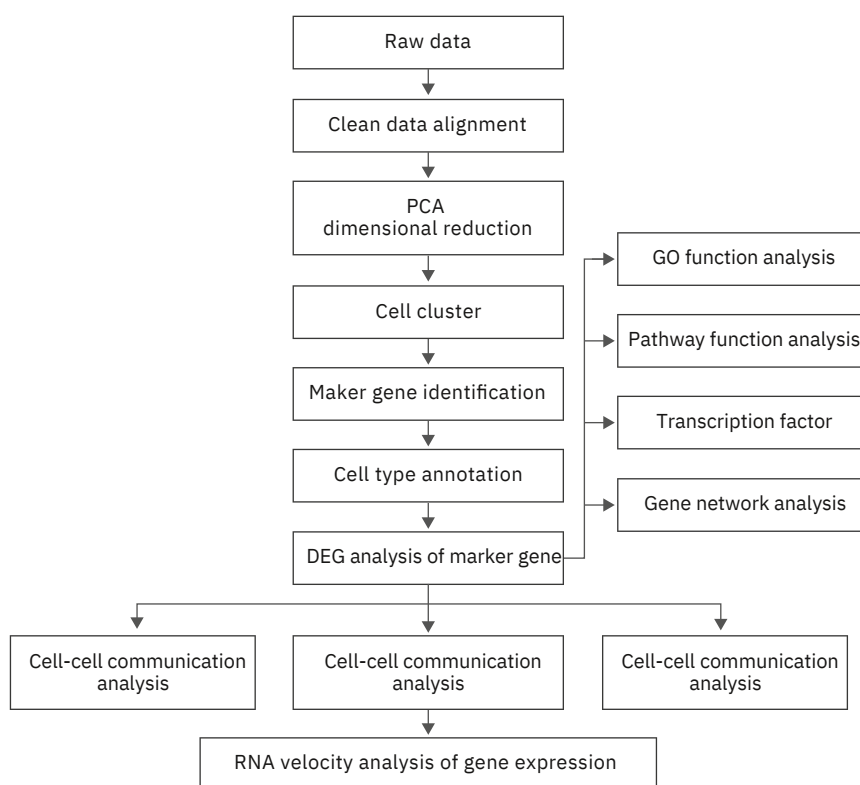 Raw data
Clean data alignment
PCA
dimensional reduction
GO function analysis
Cell cluster
Pathway function analysis
Maker gene identification
Transcription factor
Cell type annotation
Gene network analysis
DEG analysis of marker gene
Cell-cell communication
analysis
Cell-cell communication
analysis
Cell-cell communication
analysis
RNA velocity analysis of gene expression